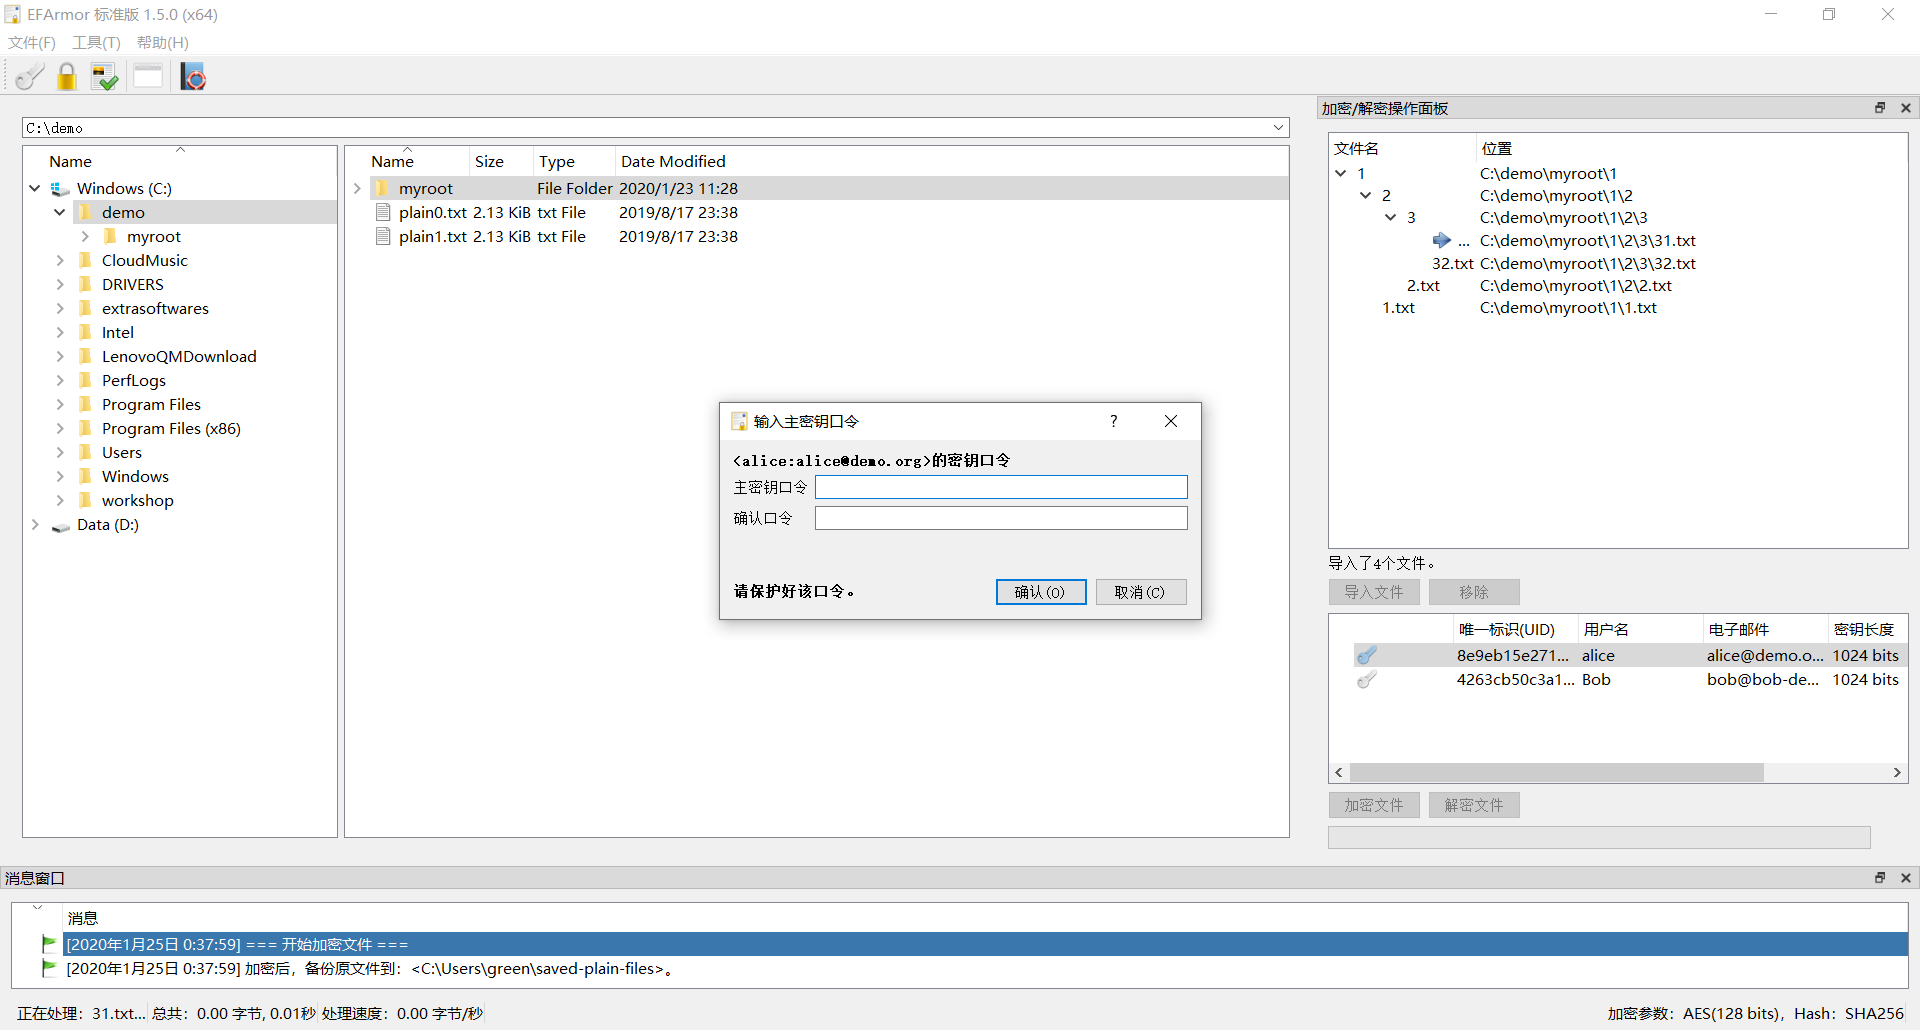 EFArmor 标准版 1.5.0 (x64)
文件(F) 工具(T) 帮助(H)
C:\demo
Name
Windows (C:)
demo
myroot
CloudMusic
DRIVERS
extrasoftwares
Intel
LenovoQMDownload
PerfLogs
Program Files
Program Files (x86)
Users
Windows
workshop
Data (D:)
Name Size Type Date Modified
myroot File Folder 2020/1/23 11:28
plain0.txt 2.13 KiB txt File 2019/8/17 23:38
plain1.txt 2.13 KiB txt File 2019/8/17 23:38
输入主密钥口令 ?
<alice:alice@demo.org>的密钥口令
主密钥口令
确认口令
请保护好该口令。 确认(O) 取消(C)
加密/解密操作面板
文件名 位置
1 C:\demo\myroot\1
2 C:\demo\myroot\1\2
3 C:\demo\myroot\1\2\3
... C:\demo\myroot\1\2\3\31.txt
32.txt C:\demo\myroot\1\2\3\32.txt
2.txt C:\demo\myroot\1\2\2.txt
1.txt C:\demo\myroot\1\1.txt
导入了4个文件。
导入文件 移除
唯一标识(UID) 用户名 电子邮件 密钥长度
8e9eb15e271... alice alice@demo.o... 1024 bits
4263cb50c3a1... Bob bob@bob-de... 1024 bits
加密文件 解密文件
消息窗口
消息
[2020年1月25日 0:37:59] === 开始加密文件 ===
[2020年1月25日 0:37:59] 加密后，备份原文件到：<C:\Users\green\saved-plain-files>。
正在处理：31.txt... 总共：0.00 字节, 0.01秒 处理速度：0.00 字节/秒 加密参数：AES(128 bits)，Hash：SHA256